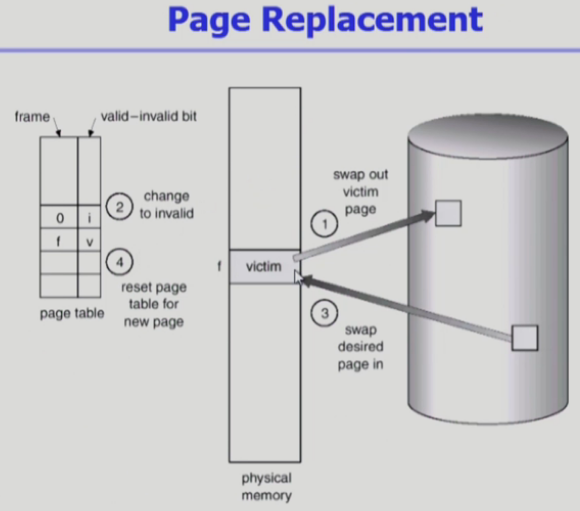 Page Replacement
frame
valid–invalid bit
0 i
f v
page table
2
change
to invalid
4
reset page
table for
new page
f
victim
physical
memory
swap out
victim
page
1
3
swap
desired
page in